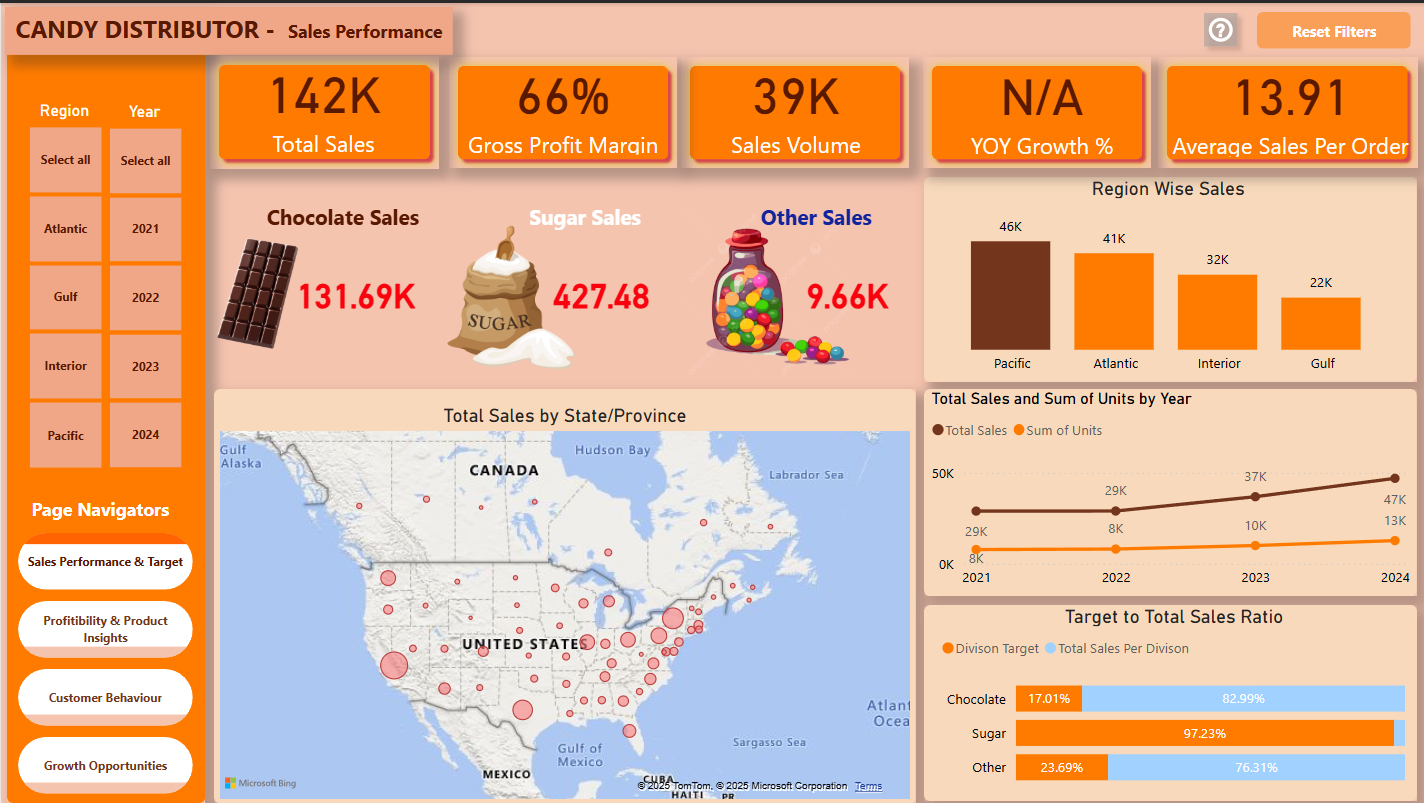 CANDY DISTRIBUTOR - Sales Performance
?
Reset Filters
Region
Year
Select all
Select all
Atlantic
2021
Gulf
2022
Interior
2023
Pacific
2024
Page Navigators
Sales Performance & Target
Profitibility & Product
Insights
Customer Behaviour
Growth Opportunities
142K
Total Sales
66%
Gross Profit Margin
39K
Sales Volume
N/A
YOY Growth %
13.91
Average Sales Per Order
Chocolate Sales
131.69K
Sugar Sales
SUGAR
427.48
Other Sales
9.66K
Region Wise Sales
46K
41K
32K
22K
Pacific
Atlantic
Interior
Gulf
Total Sales by State/Province
Gulf
Alaska
CANADA
Hudson Bay
Labrador Sea
UNITED STATES
Atlant
Ocea
Sargasso Sea
Gulf of
Mexico
MEXICO
CUBA
HAITI
PR
Microsoft Bing
© 2025 TomTom, © 2025 Microsoft Corporation Terms
Total Sales and Sum of Units by Year
Total Sales
Sum of Units
50K
0K
29K
29K
37K
47K
8K
8K
10K
13K
2021
2022
2023
2024
Target to Total Sales Ratio
Divison Target
Total Sales Per Divison
Chocolate
17.01%
82.99%
Sugar
97.23%
Other
23.69%
76.31%